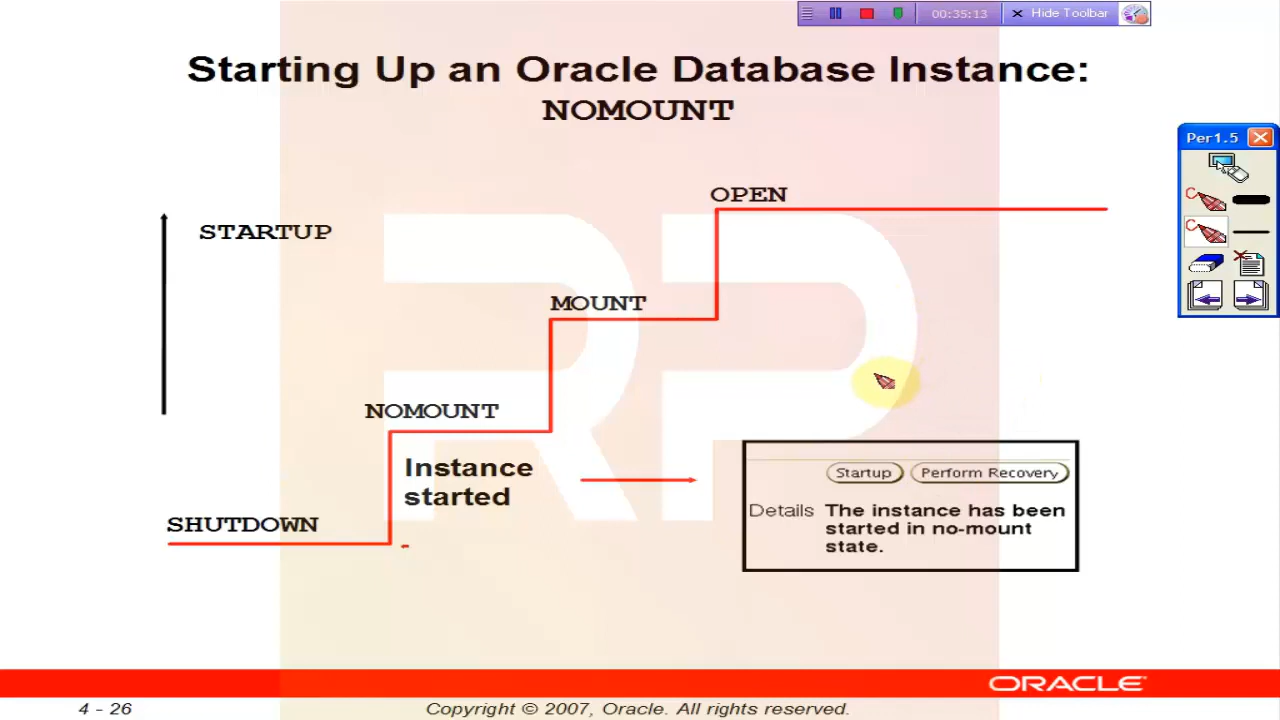 00:35:13
Hide Toolbar
Starting Up an Oracle Database Instance:
NOMOUNT
Per1.5
OPEN
STARTUP
MOUNT
NOMOUNT
Instance
started
Startup
Perform Recovery
Details The instance has been
started in no-mount
state.
SHUTDOWN
RP
ORACLE
4 - 26
Copyright © 2007, Oracle. All rights reserved.